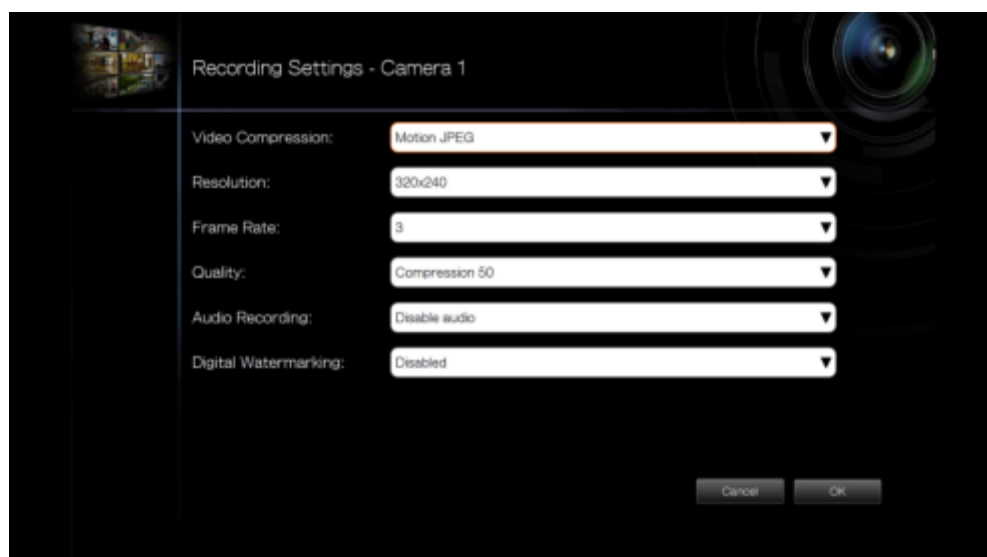 Recording Settings - Camera 1
Video Compression: Motion JPEG
Resolution: 320x240
Frame Rate: 3
Quality: Compression 50
Audio Recording: Disable audio
Digital Watermarking: Disabled
Cancel OK